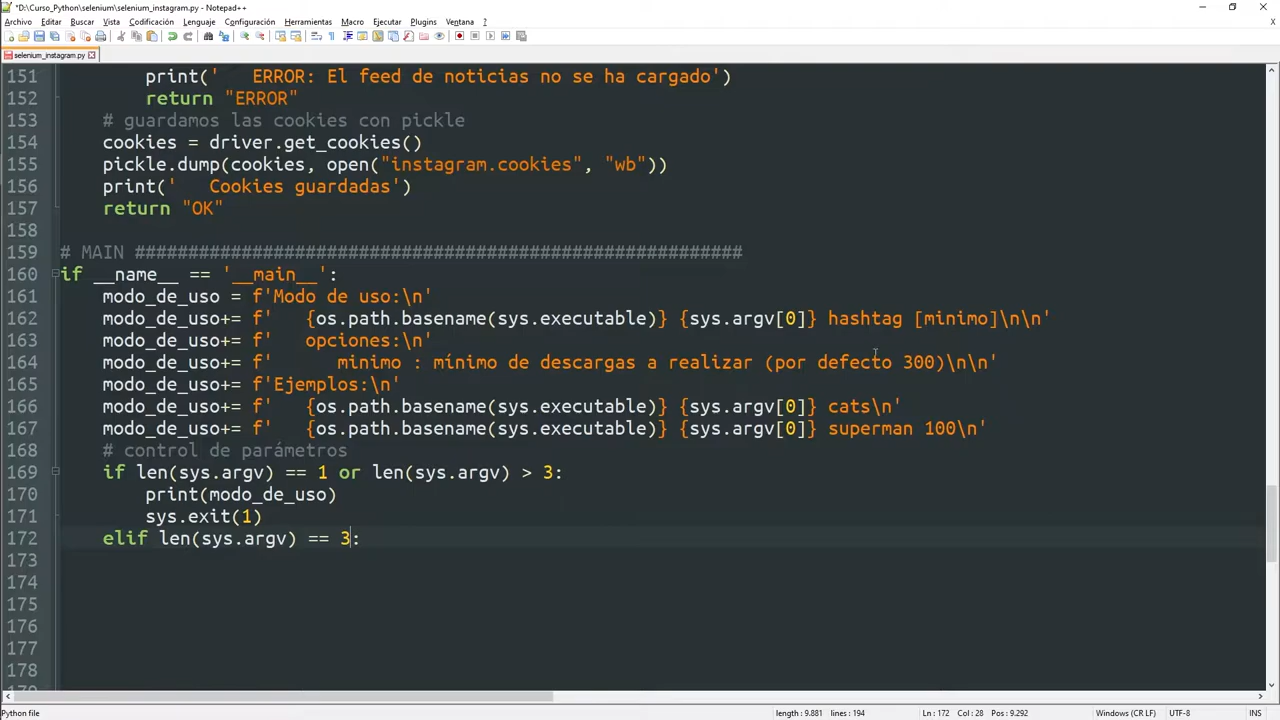 *D:\Curso_Python\selenium\selenium_instagram.py - Notepad++
Archivo Editar Buscar Vista Codificación Lenguaje Configuración Herramientas Macro Ejecutar Plugins Ventana ?
selenium_instagram.py
151 print('   ERROR: El feed de noticias no se ha cargado')
152 return "ERROR"
153 # guardamos las cookies con pickle
154 cookies = driver.get_cookies()
155 pickle.dump(cookies, open("instagram.cookies", "wb"))
156 print('   Cookies guardadas')
157 return "OK"
158
159 # MAIN #########################################################
160 if __name__ == '__main__':
161 modo_de_uso = f'Modo de uso:\n'
162 modo_de_uso+= f'   {os.path.basename(sys.executable)} {sys.argv[0]} hashtag [minimo]\n\n'
163 modo_de_uso+= f'   opciones:\n'
164 modo_de_uso+= f'      minimo : mínimo de descargas a realizar (por defecto 300)\n\n'
165 modo_de_uso+= f'Ejemplos:\n'
166 modo_de_uso+= f'   {os.path.basename(sys.executable)} {sys.argv[0]} cats\n'
167 modo_de_uso+= f'   {os.path.basename(sys.executable)} {sys.argv[0]} superman 100\n'
168 # control de parámetros
169 if len(sys.argv) == 1 or len(sys.argv) > 3:
170 print(modo_de_uso)
171 sys.exit(1)
172 elif len(sys.argv) == 3:
173
174
175
176
177
178
179
Python file length : 9.881 lines : 194 Ln : 172 Col : 28 Pos : 9.292 Windows (CR LF) UTF-8 INS